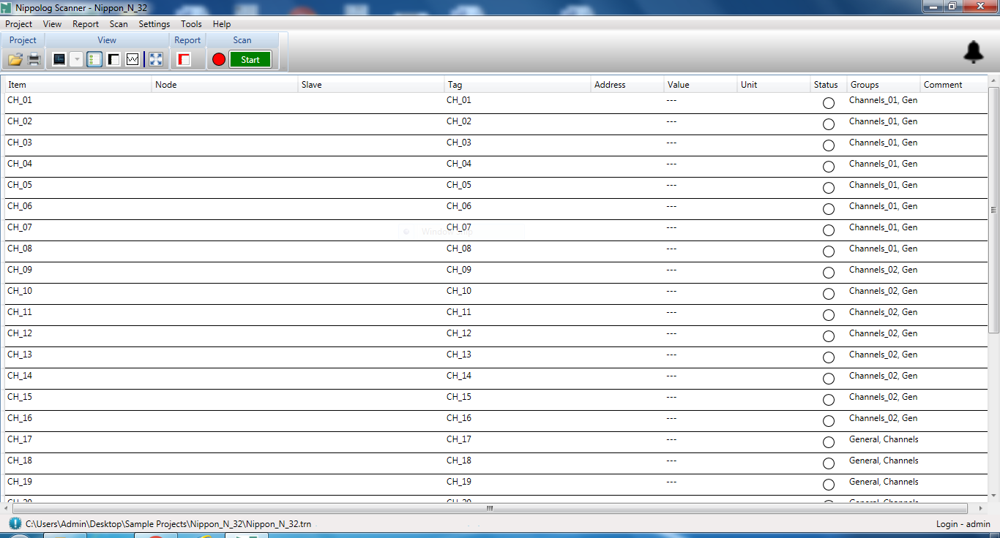 Nippolog Scanner - Nippon_N_32
Project View Report Scan Settings Tools Help
Project View Report Scan
Start
Item Node Slave Tag Address Value Unit Status Groups Comment
CH_01 CH_01 --- Channels_01, Gen
CH_02 CH_02 --- Channels_01, Gen
CH_03 CH_03 --- Channels_01, Gen
CH_04 CH_04 --- Channels_01, Gen
CH_05 CH_05 --- Channels_01, Gen
CH_06 CH_06 --- Channels_01, Gen
CH_07 CH_07 --- Channels_01, Gen
Window
CH_08 CH_08 --- Channels_01, Gen
CH_09 CH_09 --- Channels_02, Gen
CH_10 CH_10 --- Channels_02, Gen
CH_11 CH_11 --- Channels_02, Gen
CH_12 CH_12 --- Channels_02, Gen
CH_13 CH_13 --- Channels_02, Gen
CH_14 CH_14 --- Channels_02, Gen
CH_15 CH_15 --- Channels_02, Gen
CH_16 CH_16 --- Channels_02, Gen
CH_17 CH_17 --- General, Channels
CH_18 CH_18 --- General, Channels
CH_19 CH_19 --- General, Channels
CH_20 CH_20 General, Channels
C:\Users\Admin\Desktop\Sample Projects\Nippon_N_32\Nippon_N_32.trn Login - admin